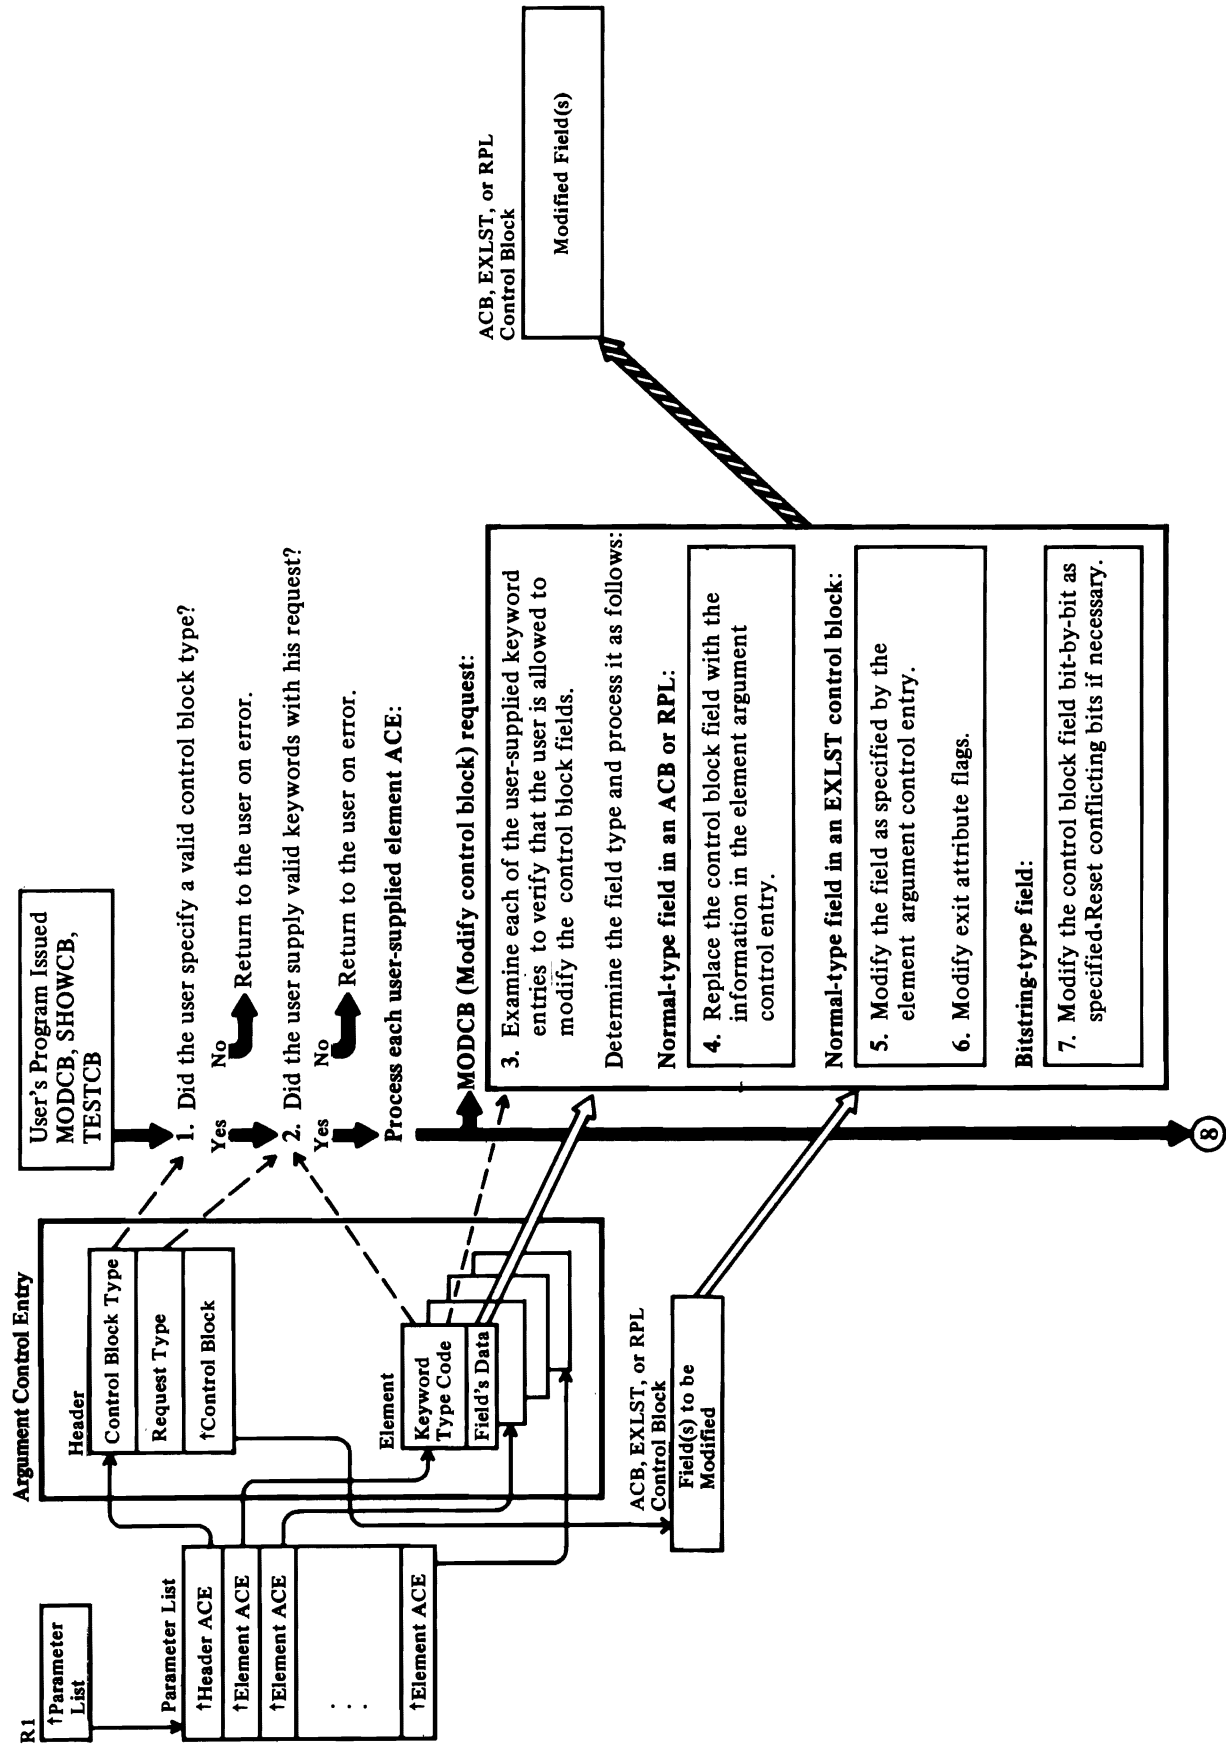 R1
↑Parameter
List
Parameter List
↑Header ACE
↑Element ACE
↑Element ACE
. . .
↑Element ACE
Argument Control Entry
Header
Control Block Type
Request Type
↑Control Block
Element
Keyword
Type Code
Field's Data
ACB, EXLST, or RPL
Control Block
Field(s) to be
Modified
User's Program Issued
MODCB, SHOWCB,
TESTCB
1. Did the user specify a valid control block type?
Yes
No
Return to the user on error.
2. Did the user supply valid keywords with his request?
Yes
No
Return to the user on error.
Process each user-supplied element ACE:
MODCB (Modify control block) request:
3. Examine each of the user-supplied keyword
entries to verify that the user is allowed to
modify the control block fields.
Determine the field type and process it as follows:
Normal-type field in an ACB or RPL:
4. Replace the control block field with the
information in the element argument
control entry.
Normal-type field in an EXLST control block:
5. Modify the field as specified by the
element argument control entry.
6. Modify exit attribute flags.
Bitstring-type field:
7. Modify the control block field bit-by-bit as
specified.Reset conflicting bits if necessary.
8
ACB, EXLST, or RPL
Control Block
Modified Field(s)